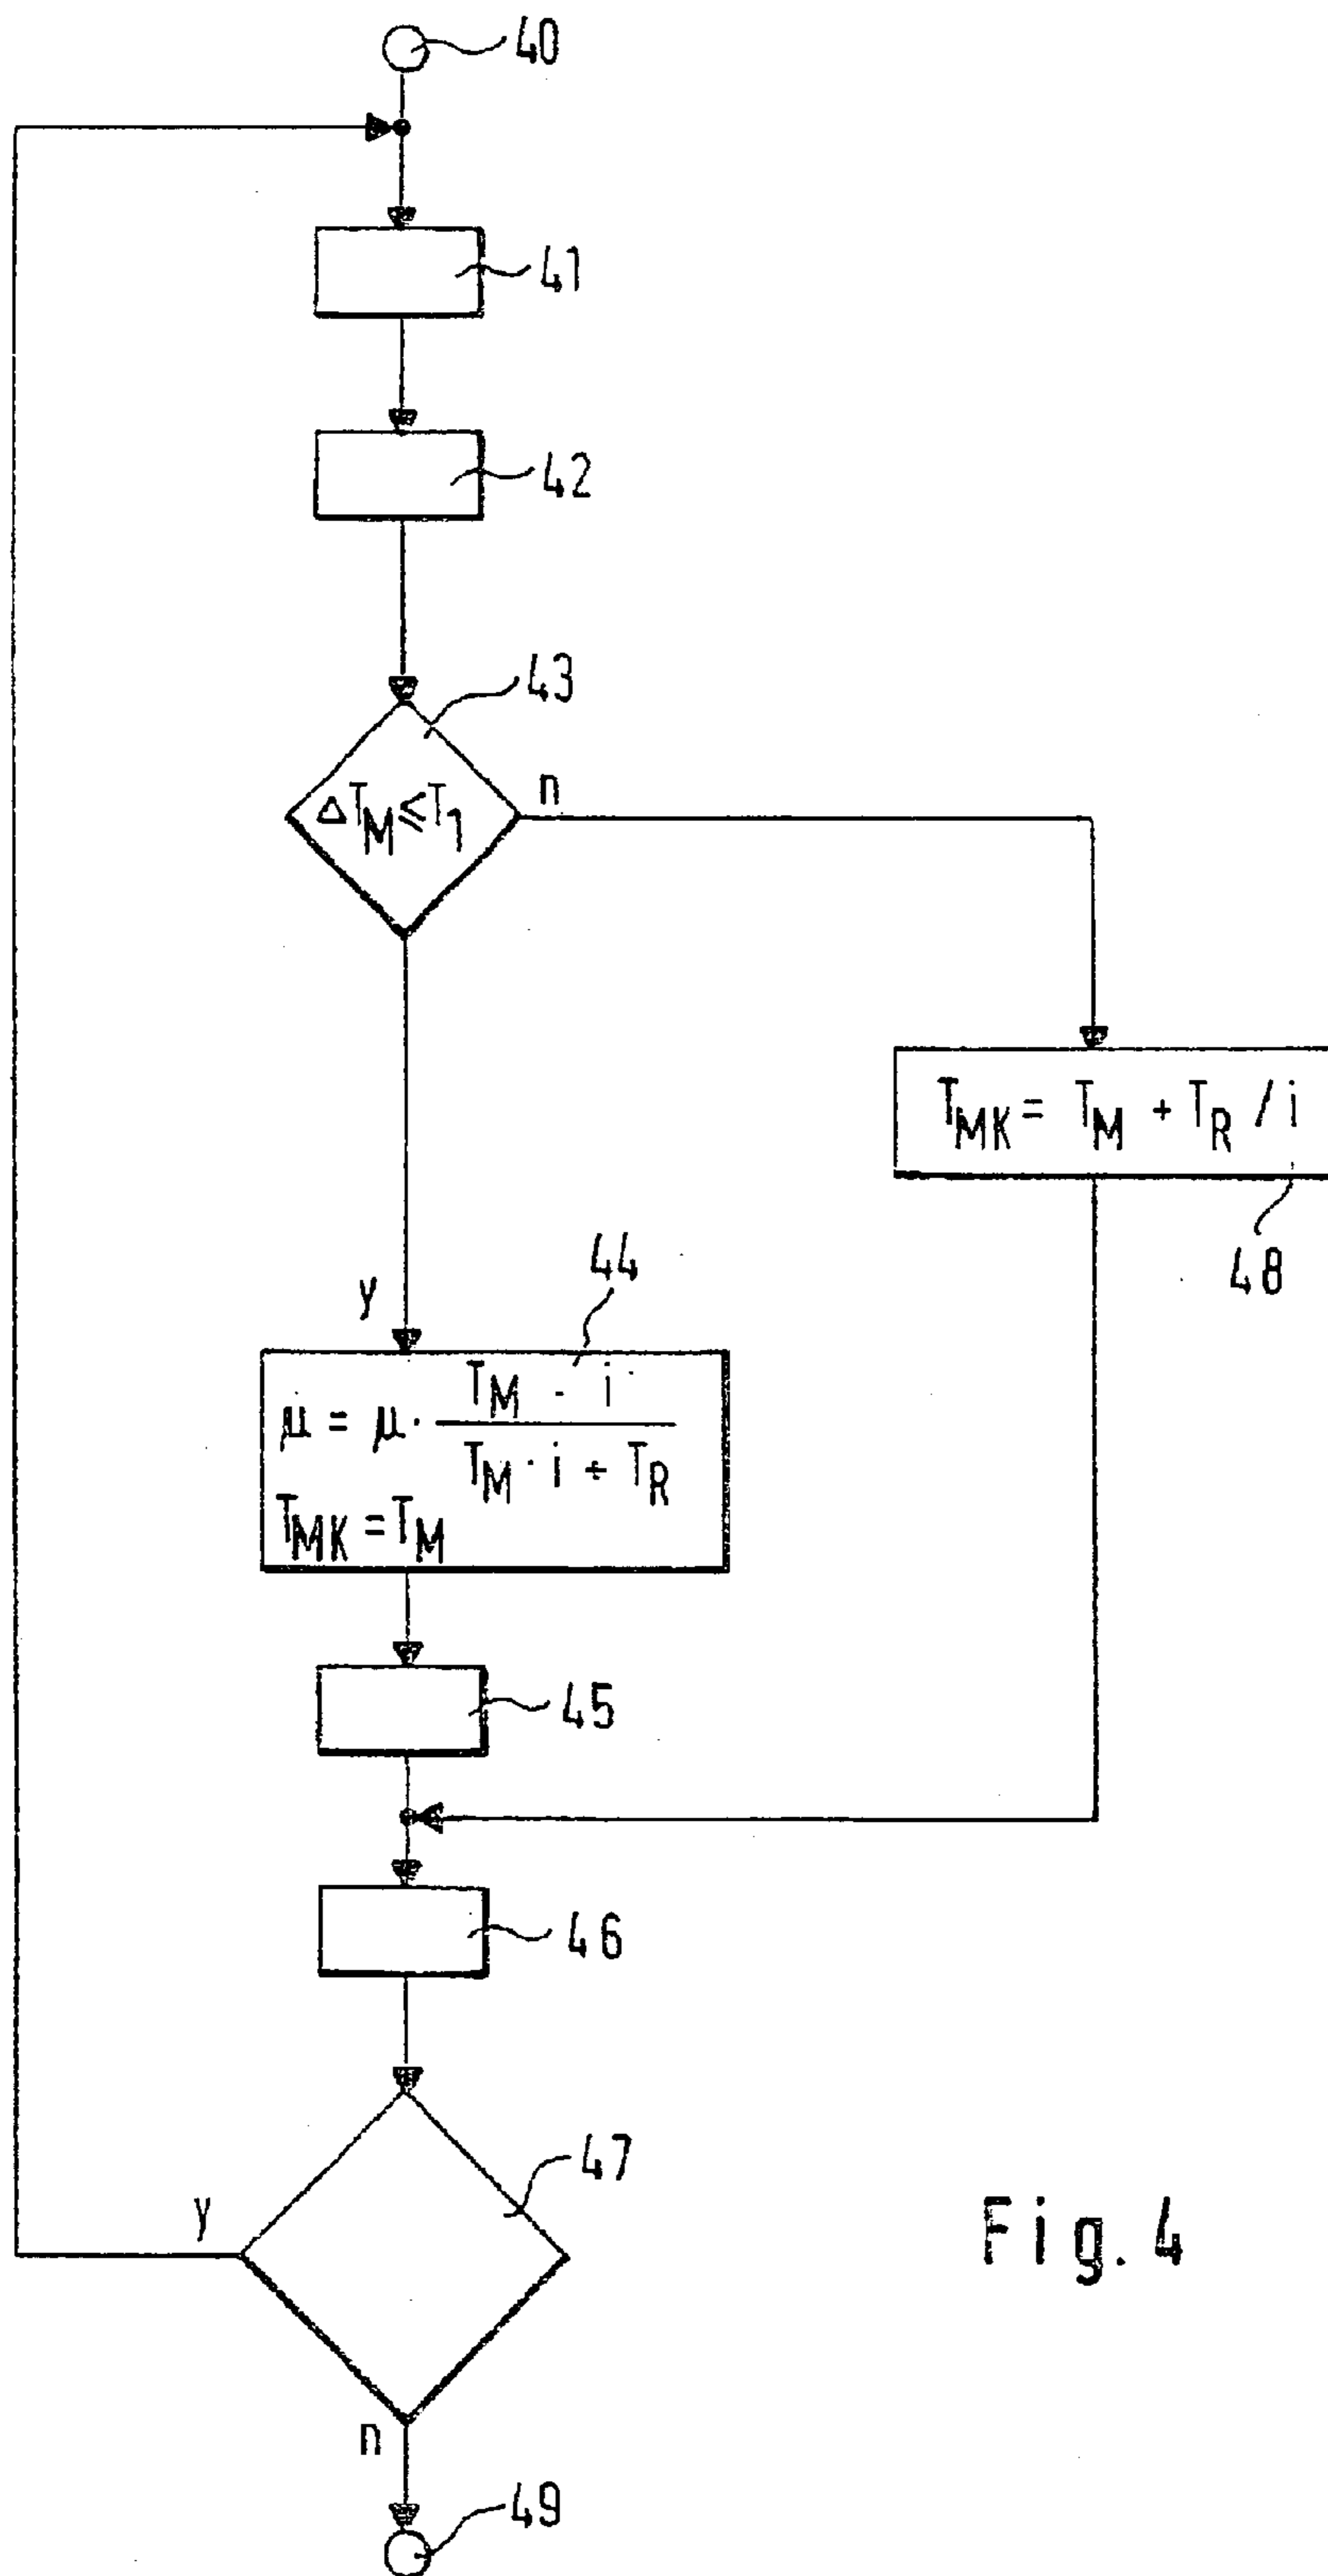 40
41
42
43
Δ T_M ≤ T_1
n
T_MK = T_M + T_R / i
48
44
y
μ = μ · (T_M · i) / (T_M · i + T_R)
T_MK = T_M
45
46
47
y
n
49
Fig. 4